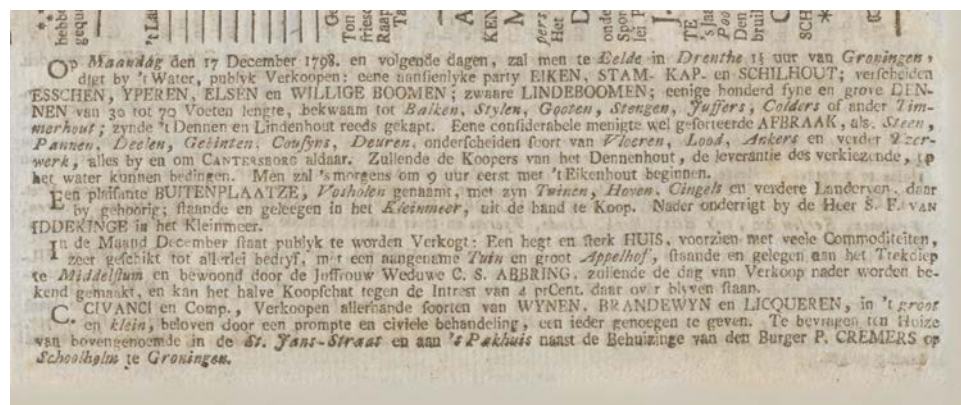 Op Maandag den 17 December 1798. en volgende dagen, zal men te Eelde in Drenthe 1½ uur van Groningen,
digt by 't Water, publyk Verkoopen: eene aansienlyke party EIKEN, STAM- KAP- en SCHILHOUT; verscheiden
ESSCHEN, YPEREN, ELSEN en WILLIGE BOOMEN; zwaare LINDEBOOMEN; eenige honderd fyne en grove DEN-
NEN van 30 tot 70 Voeten lengte, bekwaam tot Balken, Stylen, Gooten, Stengen, Juffers, Colders of ander Tim-
merhout; zynde 't Dennen en Lindenhout reeds gekapt. Eene considerabele menigte wel gesorteerde AFBRAAK, als. Steen,
Pannen, Deelen, Gebinten, Cousyns, Deuren, onderscheiden soort van Vloeren, Lood, Ankers en verder Yzer-
werk, alles by en om CANTERSBORG aldaar. Zullende de Koopers van het Dennenhout, de leverantie des verkiezende, op
het water kunnen bedingen. Men zal 's morgens om 9 uur eerst met 't Eikenhout beginnen.
Een plaisante BUITENPLAATZE, Vosholen genaamt, met zyn Tuinen, Hoven, Cingels en verdere Landeryen, daar
by gehoorig; staande en geleegen in het Kleinmeer, uit de hand te Koop. Nader onderrigt by de Heer S. F. VAN
IDDEKINGE in het Kleinmeer.
In de Maand December staat publyk te worden Verkogt: Een hegt en sterk HUIS, voorzien met veele Commoditeiten,
zeer geschikt tot allerlei bedryf, met een aangename Tuin en groot Appelhof, staande en gelegen aan het Trekdiep
te Middelstum en bewoond door de Juffrouw Weduwe C. S. ABBRING, zullende de dag van Verkoop nader worden be-
kend gemaakt, en kan het halve Koopschat tegen de Intrest van 4 prCent. daar over blyven staan.
C. CIVANCI en Comp., Verkoopen allerhande soorten van WYNEN, BRANDEWYN en LICQUEREN, in 't groot
en klein, beloven door een prompte en civiele behandeling, een ieder genoegen te geven. Te bevragen ten Huize
van bovengenoemde in de St. Jans-Straat en aan 's Pakhuis naast de Behuizinge van den Burger P. CREMERS op
Schoolholm te Groningen.